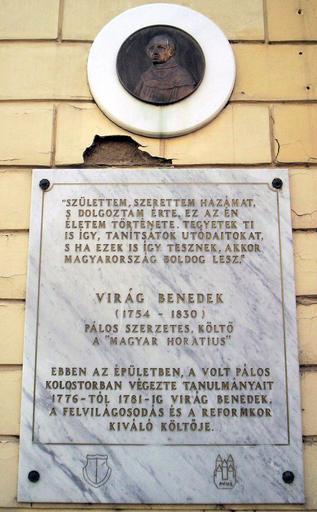 "SZÜLETTEM, SZERETTEM HAZÁMAT,
S DOLGOZTAM ÉRTE, EZ AZ ÉN
ÉLETEM TÖRTÉNETE. TEGYETEK TI
IS ÍGY, TANÍTSÁTOK UTÓDAITOKAT,
S HA EZEK IS ÍGY TESZNEK, AKKOR
MAGYARORSZÁG BOLDOG LESZ."
VIRÁG BENEDEK
(1754 - 1830)
PÁLOS SZERZETES, KÖLTŐ
A "MAGYAR HORATIUS"
EBBEN AZ ÉPÜLETBEN, A VOLT PÁLOS
KOLOSTORBAN VÉGEZTE TANULMÁNYAIT
1776-TÓL 1781-IG VIRÁG BENEDEK,
A FELVILÁGOSODÁS ÉS A REFORMKOR
KIVÁLÓ KÖLTŐJE.